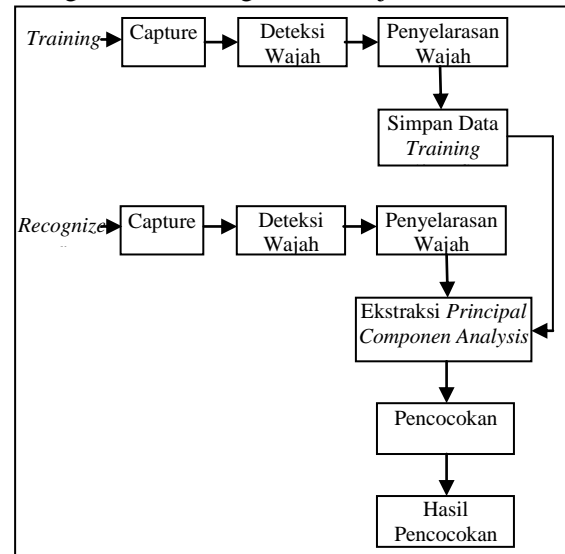 Training
Capture
Deteksi
Wajah
Penyelarasan
Wajah
Simpan Data
Training
Recognize
Capture
Deteksi
Wajah
Penyelarasan
Wajah
Ekstraksi Principal
Componen Analysis
Pencocokan
Hasil
Pencocokan